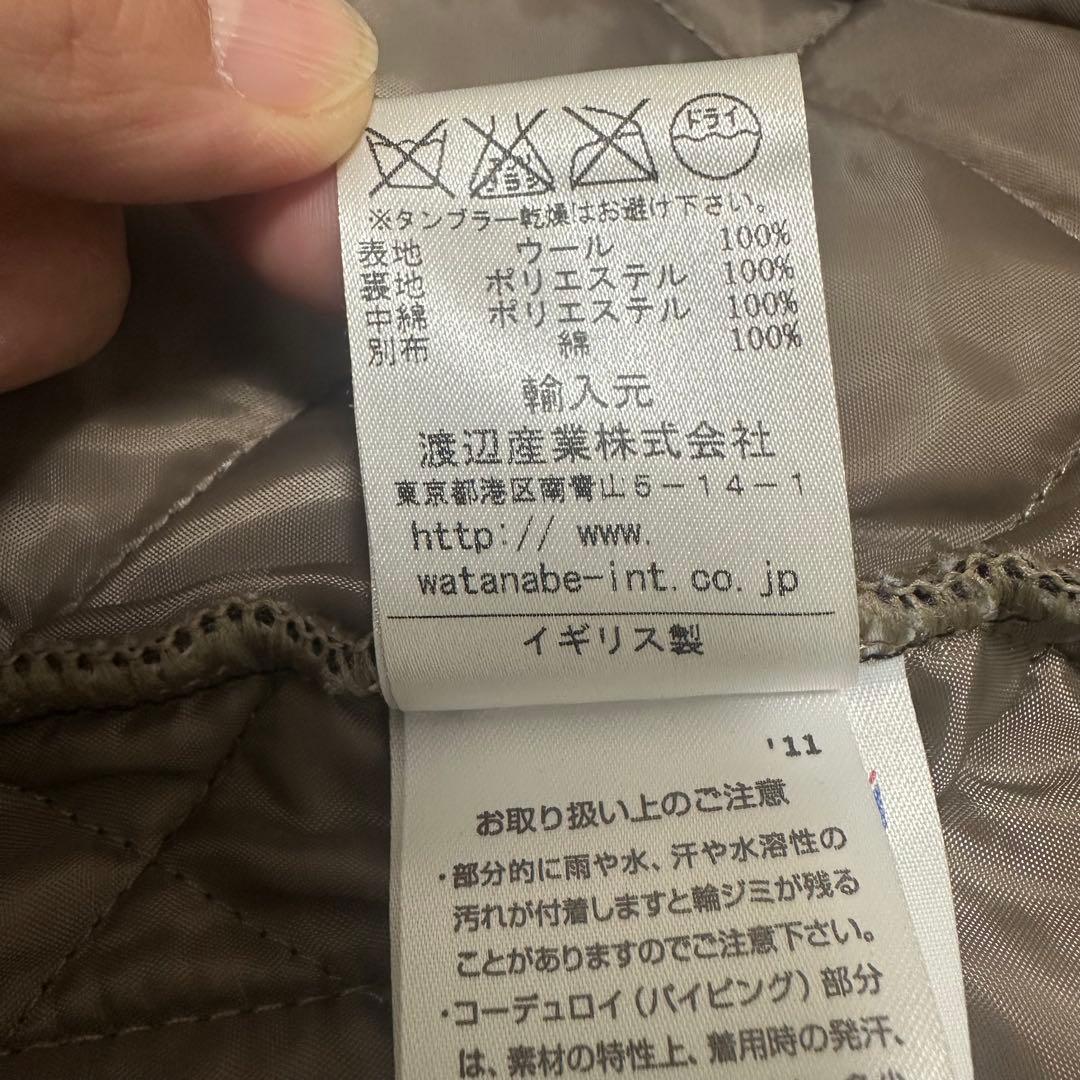 エンソ
サラシ
ドライ
※タンブラー乾燥はお避け下さい。
表地 ウール 100%
裏地 ポリエステル 100%
中綿 ポリエステル 100%
別布 綿 100%
輸入元
渡辺産業株式会社
東京都港区南青山5-14-1
http:// www.
watanabe-int.co.jp
イギリス製
'11
お取り扱い上のご注意
・部分的に雨や水、汗や水溶性の
汚れが付着しますと輪ジミが残る
ことがありますのでご注意下さい。
・コーデュロイ(パイピング)部分
は、素材の特性上、着用時の発汗、